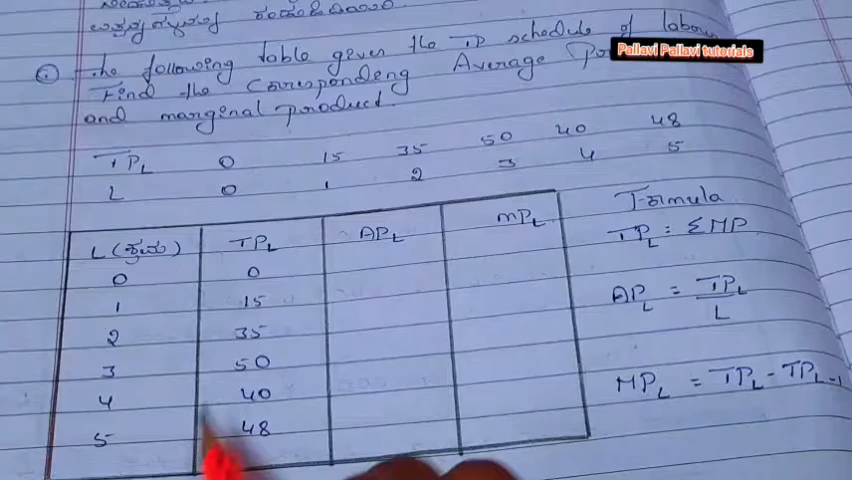 The following table gives the TP schedule of labour
Pallavi Pallavi tutorials
Find the Corresponding Average
and marginal product.
TPL 0 15 35 50 40 48
L 0 1 2 3 4 5
L (ಶ್ರಮ) TPL APL MPL
0 0
1 15
2 35
3 50
4 40
5 48
Formula
TPL = ΣMP
APL = TPL / L
MPL = TPL - TPL-1